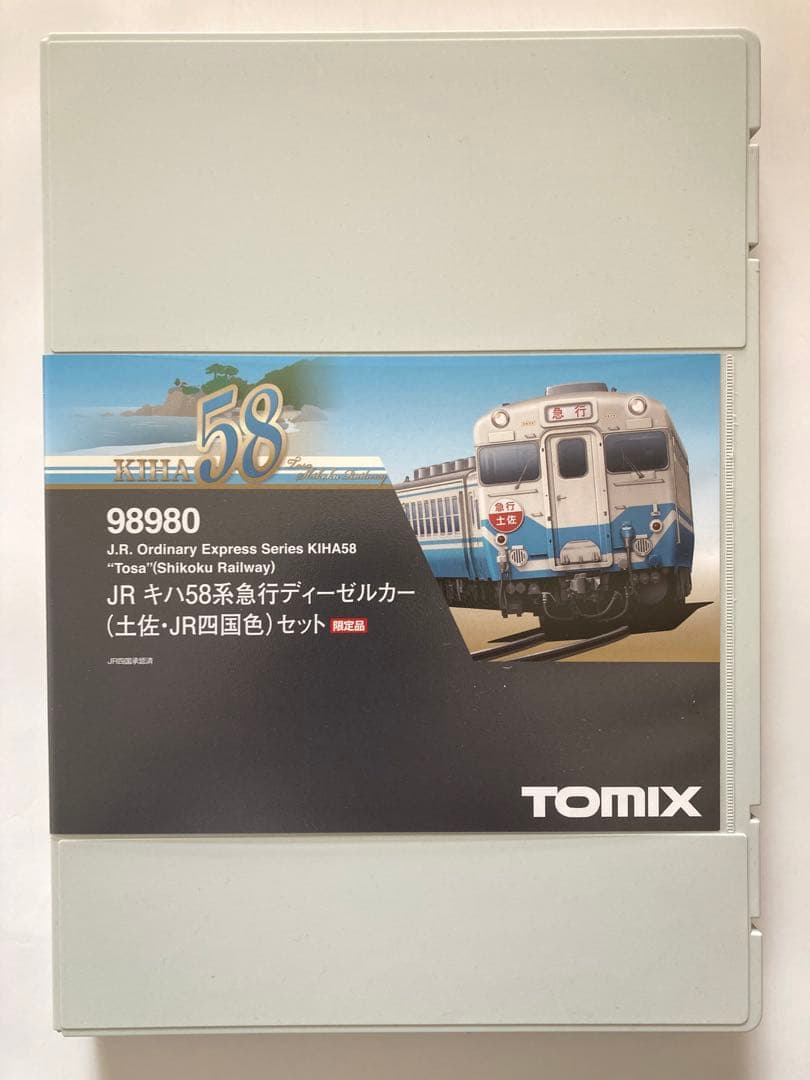 KIHA 58
Tosa
Shikoku Railway
急行
急行
土佐
98980
J.R. Ordinary Express Series KIHA58
“Tosa”(Shikoku Railway)
JR キハ58系急行ディーゼルカー
(土佐・JR四国色)セット 限定品
JR四国承認済
TOMIX